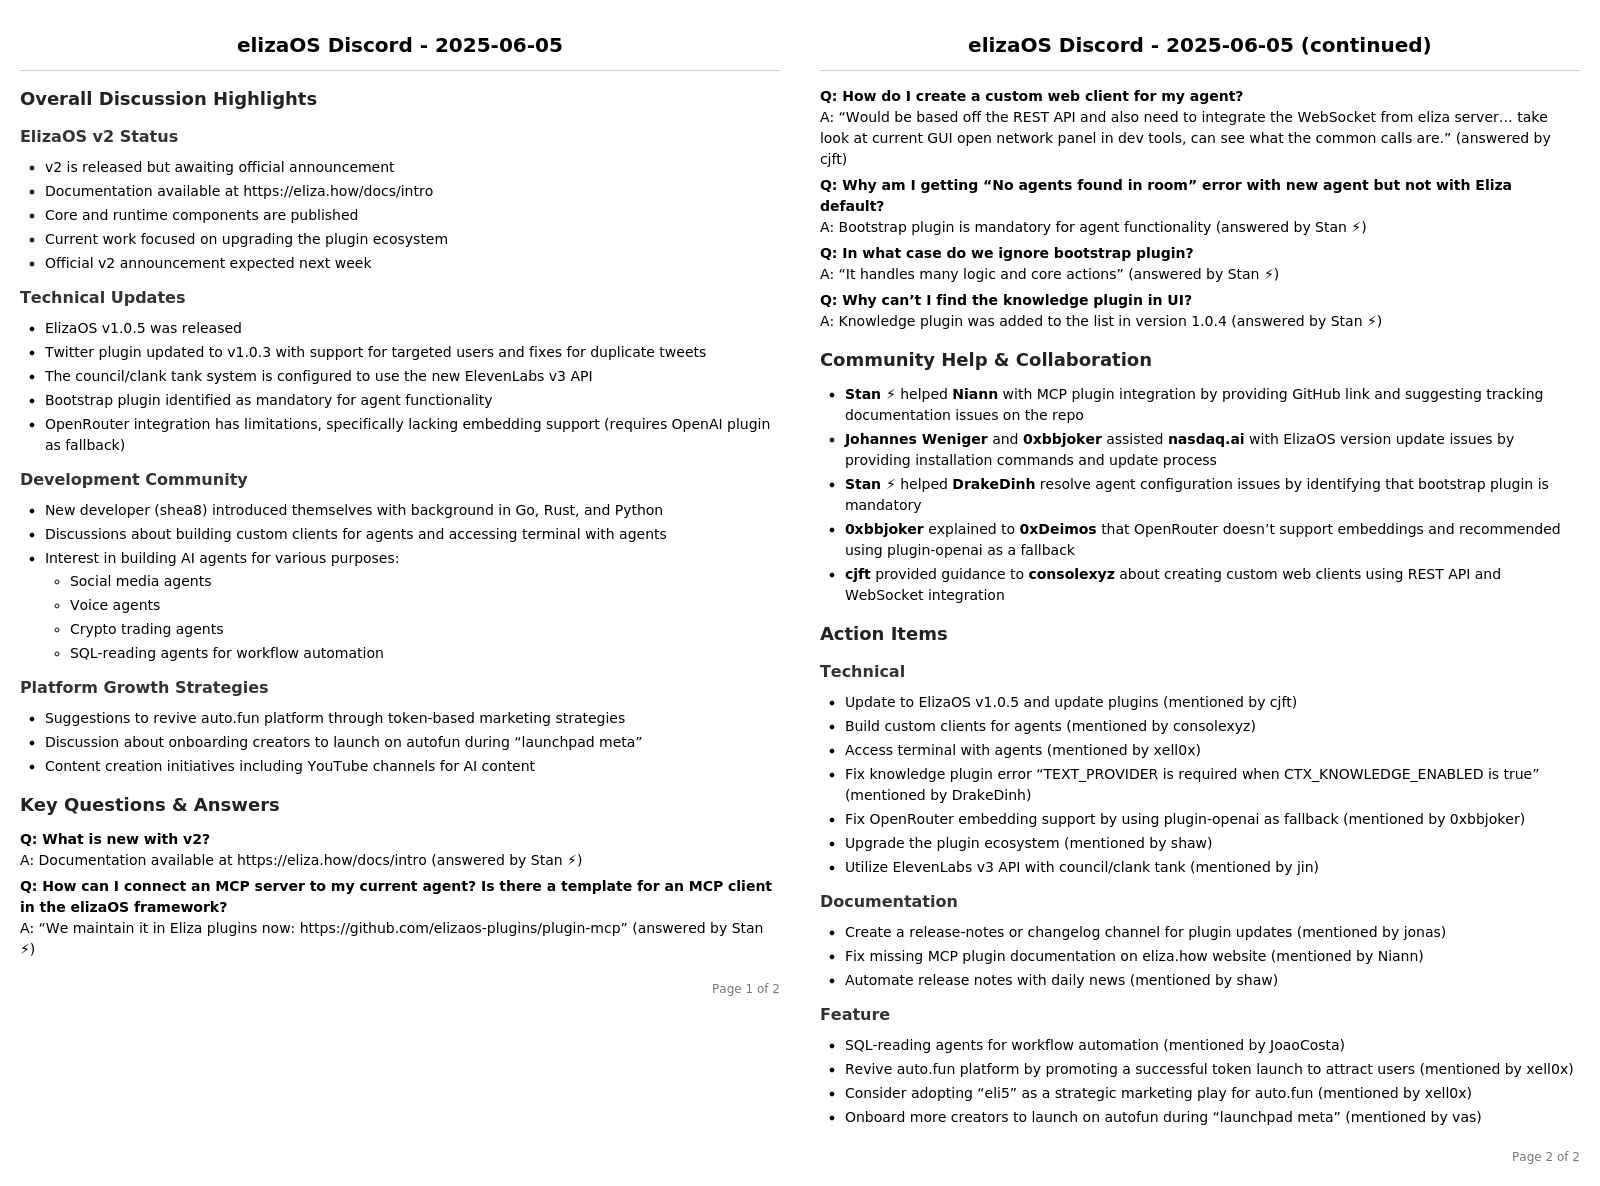 elizaOS Discord - 2025-06-05
Overall Discussion Highlights
ElizaOS v2 Status
• v2 is released but awaiting official announcement
• Documentation available at https://eliza.how/docs/intro
• Core and runtime components are published
• Current work focused on upgrading the plugin ecosystem
• Official v2 announcement expected next week
Technical Updates
• ElizaOS v1.0.5 was released
• Twitter plugin updated to v1.0.3 with support for targeted users and fixes for duplicate tweets
• The council/clank tank system is configured to use the new ElevenLabs v3 API
• Bootstrap plugin identified as mandatory for agent functionality
• OpenRouter integration has limitations, specifically lacking embedding support (requires OpenAI plugin
as fallback)
Development Community
• New developer (shea8) introduced themselves with background in Go, Rust, and Python
• Discussions about building custom clients for agents and accessing terminal with agents
• Interest in building AI agents for various purposes:
◦ Social media agents
◦ Voice agents
◦ Crypto trading agents
◦ SQL-reading agents for workflow automation
Platform Growth Strategies
• Suggestions to revive auto.fun platform through token-based marketing strategies
• Discussion about onboarding creators to launch on autofun during “launchpad meta”
• Content creation initiatives including YouTube channels for AI content
Key Questions & Answers
Q: What is new with v2?
A: Documentation available at https://eliza.how/docs/intro (answered by Stan ⚡)
Q: How can I connect an MCP server to my current agent? Is there a template for an MCP client
in the elizaOS framework?
A: “We maintain it in Eliza plugins now: https://github.com/elizaos-plugins/plugin-mcp” (answered by Stan
⚡)
Page 1 of 2
elizaOS Discord - 2025-06-05 (continued)
Q: How do I create a custom web client for my agent?
A: “Would be based off the REST API and also need to integrate the WebSocket from eliza server… take
look at current GUI open network panel in dev tools, can see what the common calls are.” (answered by
cjft)
Q: Why am I getting “No agents found in room” error with new agent but not with Eliza
default?
A: Bootstrap plugin is mandatory for agent functionality (answered by Stan ⚡)
Q: In what case do we ignore bootstrap plugin?
A: “It handles many logic and core actions” (answered by Stan ⚡)
Q: Why can’t I find the knowledge plugin in UI?
A: Knowledge plugin was added to the list in version 1.0.4 (answered by Stan ⚡)
Community Help & Collaboration
• Stan ⚡ helped Niann with MCP plugin integration by providing GitHub link and suggesting tracking
documentation issues on the repo
• Johannes Weniger and 0xbbjoker assisted nasdaq.ai with ElizaOS version update issues by
providing installation commands and update process
• Stan ⚡ helped DrakeDinh resolve agent configuration issues by identifying that bootstrap plugin is
mandatory
• 0xbbjoker explained to 0xDeimos that OpenRouter doesn’t support embeddings and recommended
using plugin-openai as a fallback
• cjft provided guidance to consolexyz about creating custom web clients using REST API and
WebSocket integration
Action Items
Technical
• Update to ElizaOS v1.0.5 and update plugins (mentioned by cjft)
• Build custom clients for agents (mentioned by consolexyz)
• Access terminal with agents (mentioned by xell0x)
• Fix knowledge plugin error “TEXT_PROVIDER is required when CTX_KNOWLEDGE_ENABLED is true”
(mentioned by DrakeDinh)
• Fix OpenRouter embedding support by using plugin-openai as fallback (mentioned by 0xbbjoker)
• Upgrade the plugin ecosystem (mentioned by shaw)
• Utilize ElevenLabs v3 API with council/clank tank (mentioned by jin)
Documentation
• Create a release-notes or changelog channel for plugin updates (mentioned by jonas)
• Fix missing MCP plugin documentation on eliza.how website (mentioned by Niann)
• Automate release notes with daily news (mentioned by shaw)
Feature
• SQL-reading agents for workflow automation (mentioned by JoaoCosta)
• Revive auto.fun platform by promoting a successful token launch to attract users (mentioned by xell0x)
• Consider adopting “eli5” as a strategic marketing play for auto.fun (mentioned by xell0x)
• Onboard more creators to launch on autofun during “launchpad meta” (mentioned by vas)
Page 2 of 2